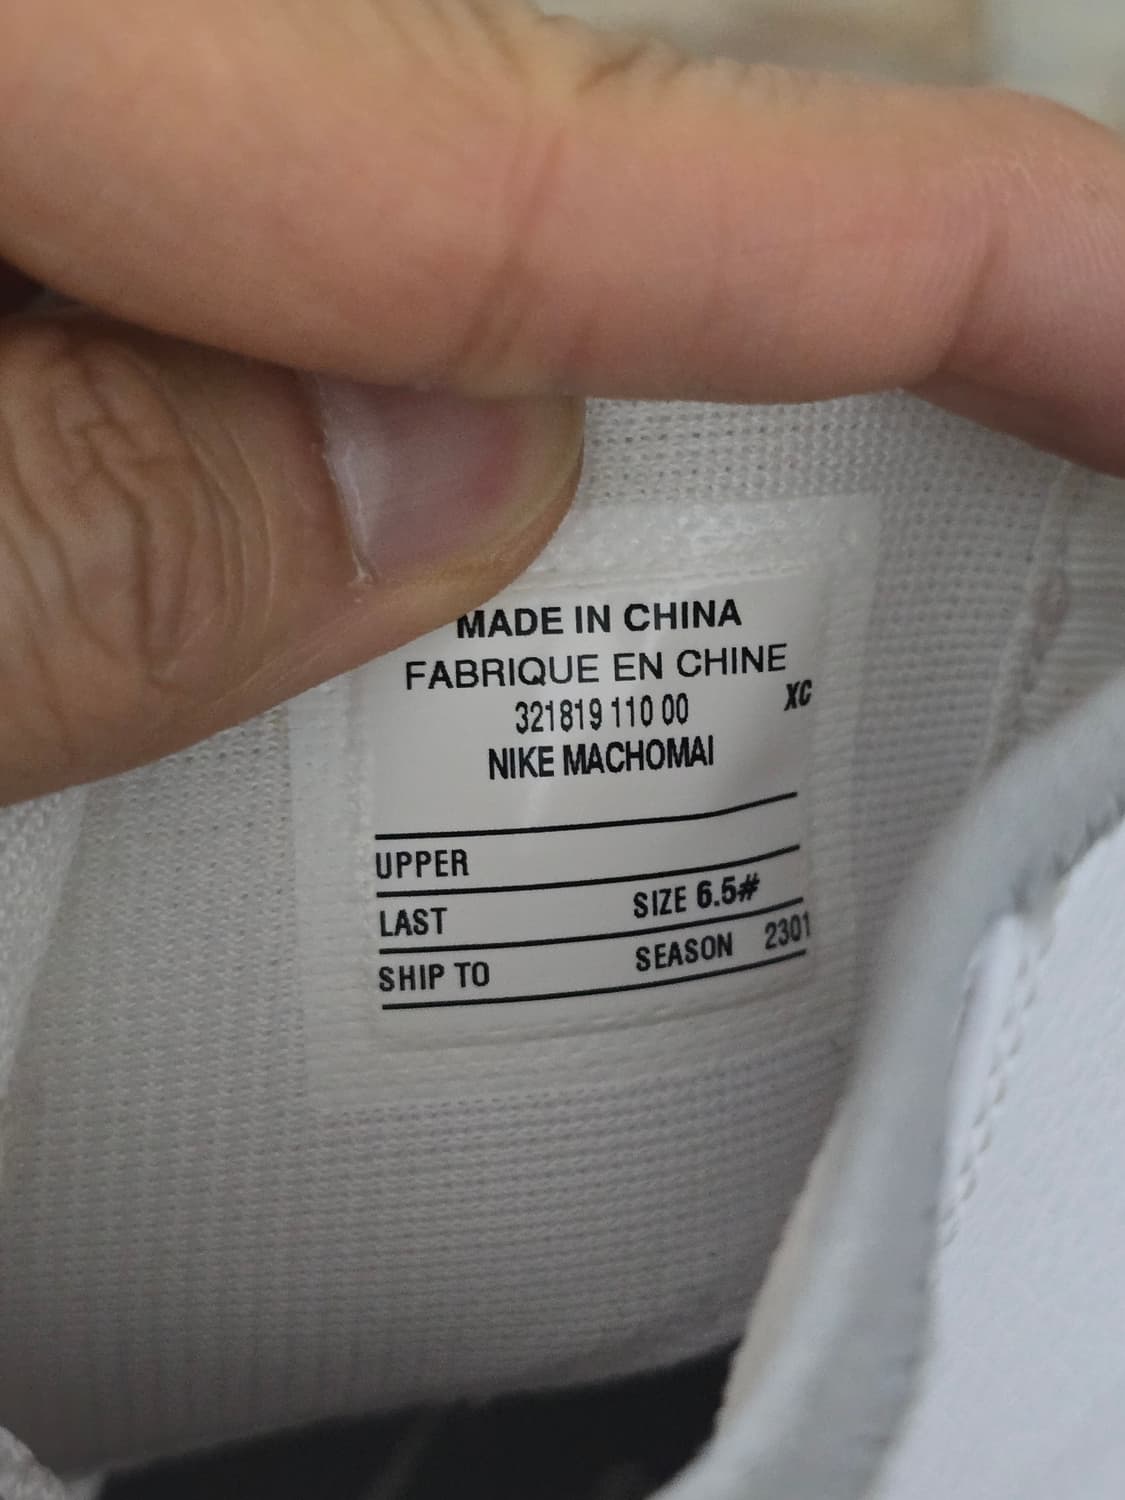 MADE IN CHINA
FABRIQUE EN CHINE
321819 110 00 XC
NIKE MACHOMAI
UPPER
LAST SIZE 6.5#
SHIP TO SEASON 2301